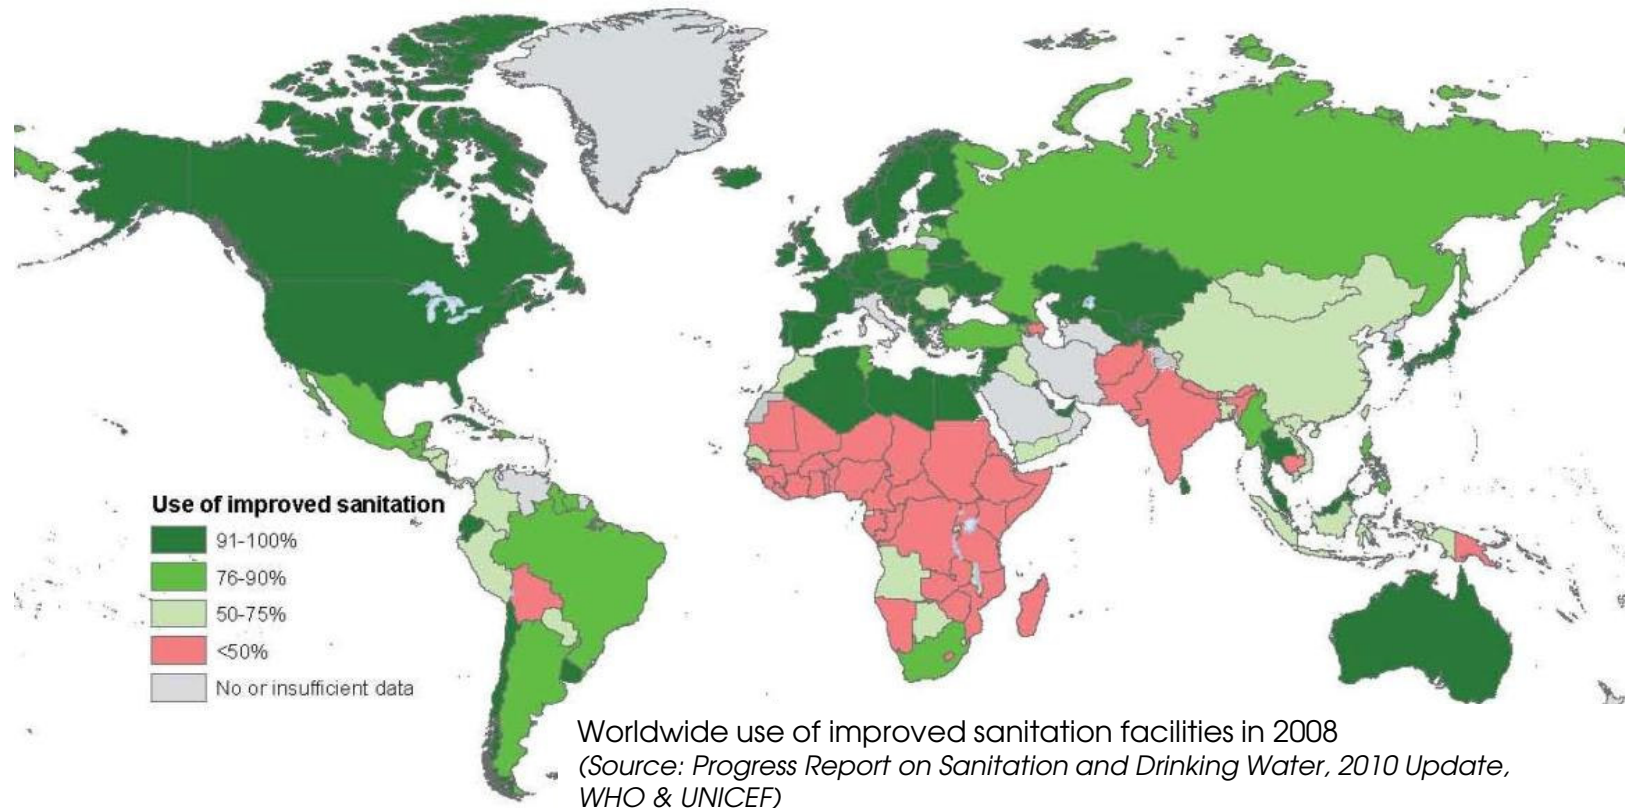 Use of improved sanitation
91-100%
76-90%
50-75%
<50%
No or insufficient data
Worldwide use of improved sanitation facilities in 2008
(Source: Progress Report on Sanitation and Drinking Water, 2010 Update,
WHO & UNICEF)